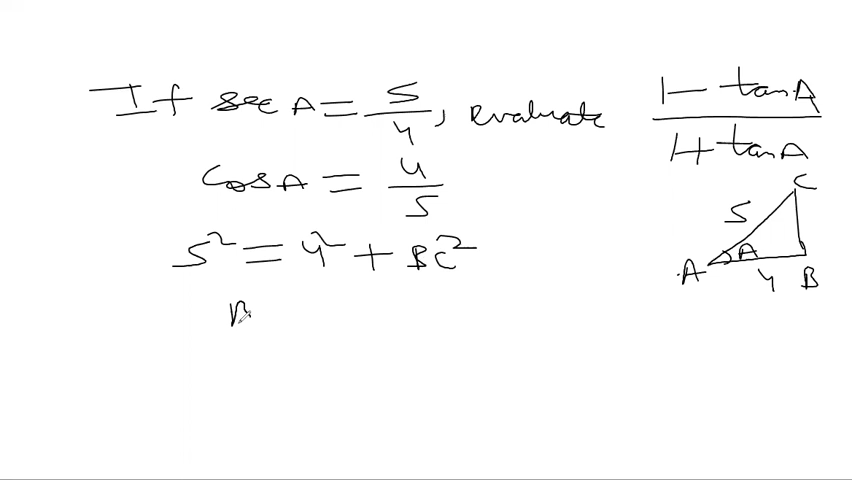 If sec A = 5/4, evaluate (1 - tan A)/(1 + tan A)
cos A = 4/5
5² = 4² + BC²
B
C
5
A
A
4
B